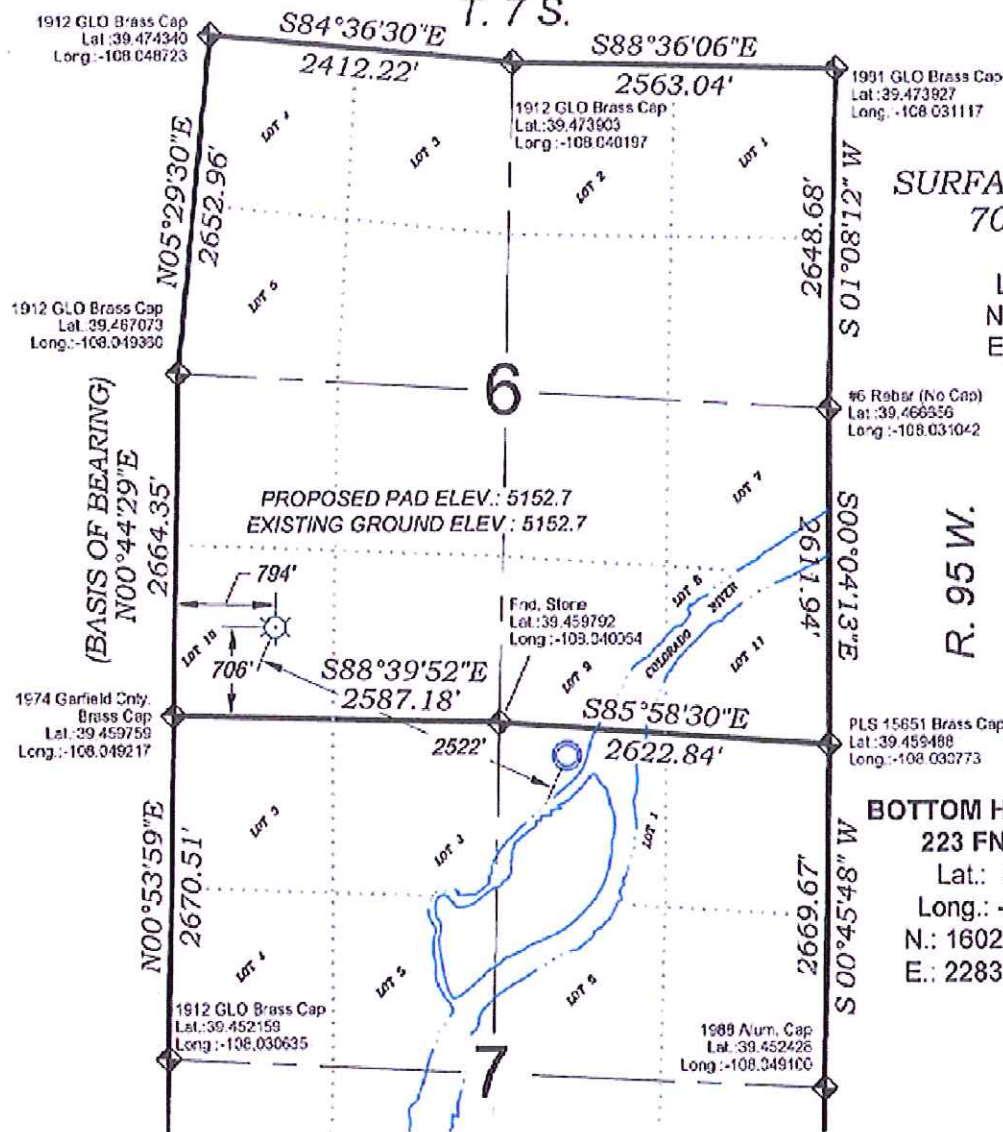 T. 7 S.
1912 GLO Brass Cap
Lat.:39.474340
Long.:-108.048723
S84°36'30"E
2412.22'
S88°36'06"E
2563.04'
1912 GLO Brass Cap
Lat.:39.473903
Long.:-108.040197
1981 GLO Brass Cap
Lat.:39.473927
Long.:-108.031117
N05°29'30"E
2652.96'
LOT 4
LOT 3
LOT 2
LOT 1
2648.68'
S 01°08'12" W
SURFA
70
LOT 5
L
N
E
1912 GLO Brass Cap
Lat.:39.467073
Long.:-108.049360
6
#6 Rebar (No Cap)
Lat.:39.466656
Long.:-108.031042
(BASIS OF BEARING)
N00°44'29"E
2664.35'
PROPOSED PAD ELEV.: 5152.7
EXISTING GROUND ELEV.: 5152.7
LOT 7
S00°04'13"E
2611.94'
R. 95 W.
794'
LOT 10
706'
Fnd. Stone
Lat.:39.459792
Long.:-108.040054
LOT 8
COLORADO RIVER
LOT 9
LOT 11
1974 Garfield Cnty.
Brass Cap
Lat.:39.459759
Long.:-108.049217
S88°39'52"E
2587.18'
2522'
S85°58'30"E
2622.84'
PLS 15651 Brass Cap
Lat.:39.459488
Long.:-108.030773
N00°53'59"E
2670.51'
LOT 3
LOT 1
2669.67'
S 00°45'48" W
BOTTOM H
223 FN
Lat.:
Long.: -
N.: 1602
E.: 2283
LOT 4
LOT 5
1912 GLO Brass Cap
Lat.:39.452159
Long.:-108.030635
7
1988 Alum. Cap
Lat.:39.452428
Long.:-108.049100